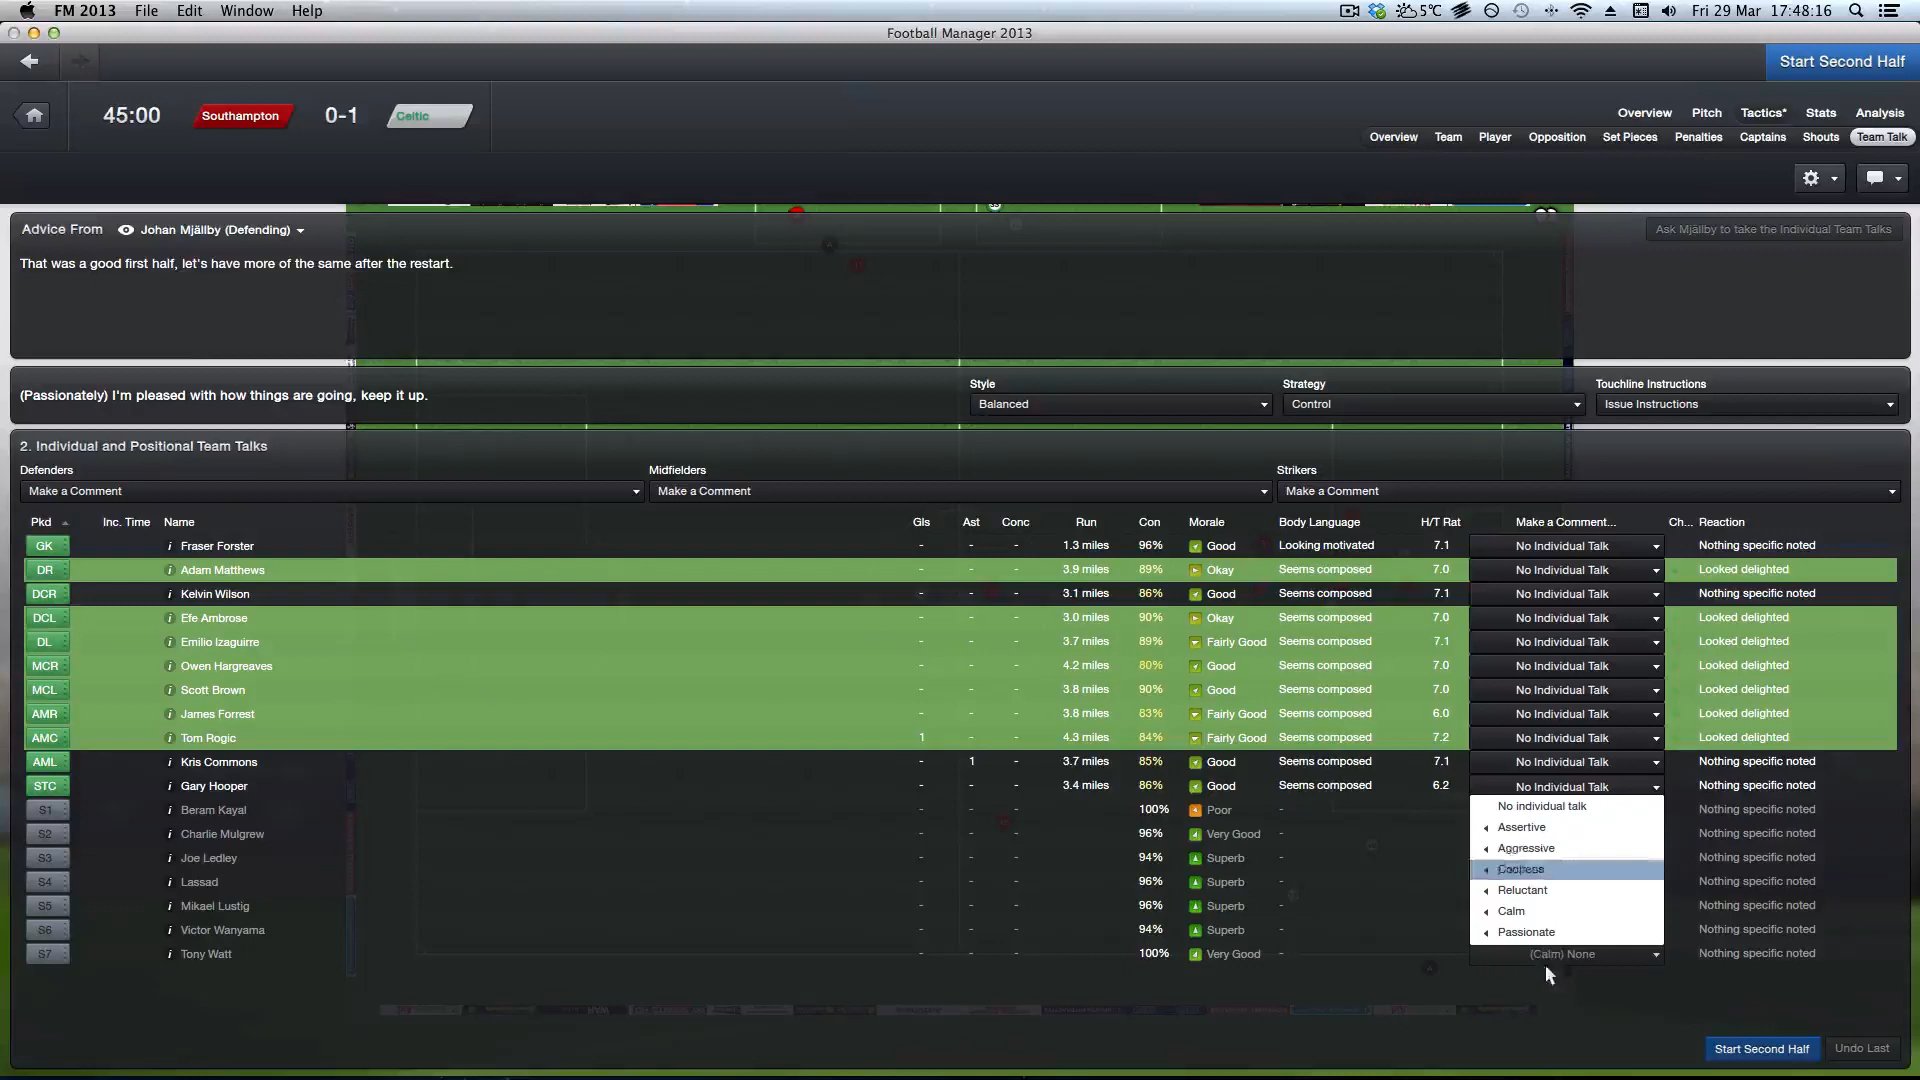 FM 2013 File Edit Window Help 5°C Fri 29 Mar 17:48:16
Football Manager 2013
Start Second Half
45:00 Southampton 0-1 Celtic
Overview Pitch Tactics* Stats Analysis
Overview Team Player Opposition Set Pieces Penalties Captains Shouts Team Talk
Advice From Johan Mjällby (Defending) Ask Mjällby to take the Individual Team Talks
That was a good first half, let's have more of the same after the restart.
Style Strategy Touchline Instructions
(Passionately) I'm pleased with how things are going, keep it up. Balanced Control Issue Instructions
2. Individual and Positional Team Talks
Defenders Midfielders Strikers
Make a Comment Make a Comment Make a Comment
Pkd Inc. Time Name Gls Ast Conc Run Con Morale Body Language H/T Rat Make a Comment... Ch... Reaction
GK i Fraser Forster - - - 1.3 miles 96% Good Looking motivated 7.1 No Individual Talk Nothing specific noted
DR i Adam Matthews - - - 3.9 miles 89% Okay Seems composed 7.0 No Individual Talk Looked delighted
DCR i Kelvin Wilson - - - 3.1 miles 86% Good Seems composed 7.1 No Individual Talk Nothing specific noted
DCL i Efe Ambrose - - - 3.0 miles 90% Okay Seems composed 7.0 No Individual Talk Looked delighted
DL i Emilio Izaguirre - - - 3.7 miles 89% Fairly Good Seems composed 7.1 No Individual Talk Looked delighted
MCR i Owen Hargreaves - - - 4.2 miles 80% Good Seems composed 7.0 No Individual Talk Looked delighted
MCL i Scott Brown - - - 3.8 miles 90% Good Seems composed 7.0 No Individual Talk Looked delighted
AMR i James Forrest - - - 3.8 miles 83% Fairly Good Seems composed 6.0 No Individual Talk Looked delighted
AMC i Tom Rogic 1 - - 4.3 miles 84% Fairly Good Seems composed 7.2 No Individual Talk Looked delighted
AML i Kris Commons - 1 - 3.7 miles 85% Good Seems composed 7.1 No Individual Talk Nothing specific noted
STC i Gary Hooper - - - 3.4 miles 86% Good Seems composed 6.2 No Individual Talk Nothing specific noted
S1 i Beram Kayal - - - 100% Poor - No individual talk Nothing specific noted
S2 i Charlie Mulgrew - - - 96% Very Good - Assertive Nothing specific noted
S3 i Joe Ledley - - - 94% Superb - Aggressive Nothing specific noted
S4 i Lassad - - - 96% Superb - Reluctant Nothing specific noted
S5 i Mikael Lustig - - - 96% Superb - Calm Nothing specific noted
S6 i Victor Wanyama - - - 94% Superb - Passionate Nothing specific noted
S7 i Tony Watt - - - 100% Very Good - (Calm) None Nothing specific noted
Start Second Half Undo Last